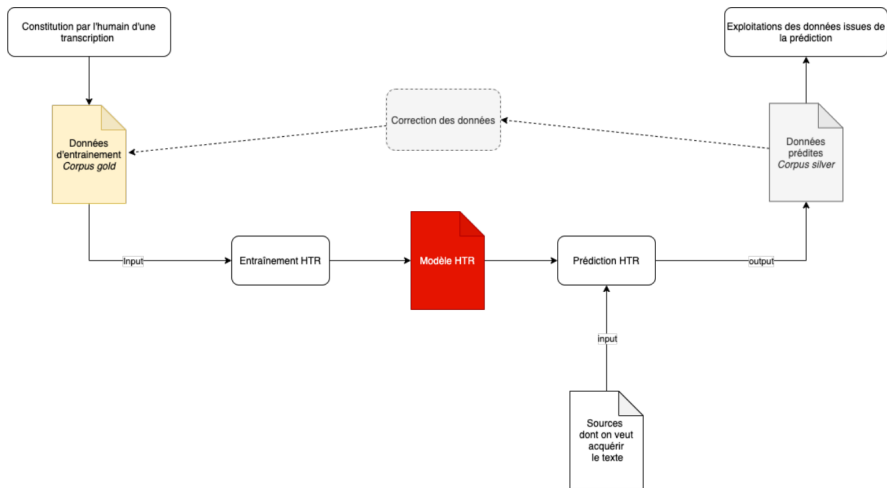 Constitution par l'humain d'une
transcription
Exploitations des données issues de
la prédiction
Données
d'entrainement
Corpus gold
Correction des données
Données
prédites
Corpus silver
Input
Entraînement HTR
Modèle HTR
Prédiction HTR
output
input
Sources
dont on veut
acquérir
le texte